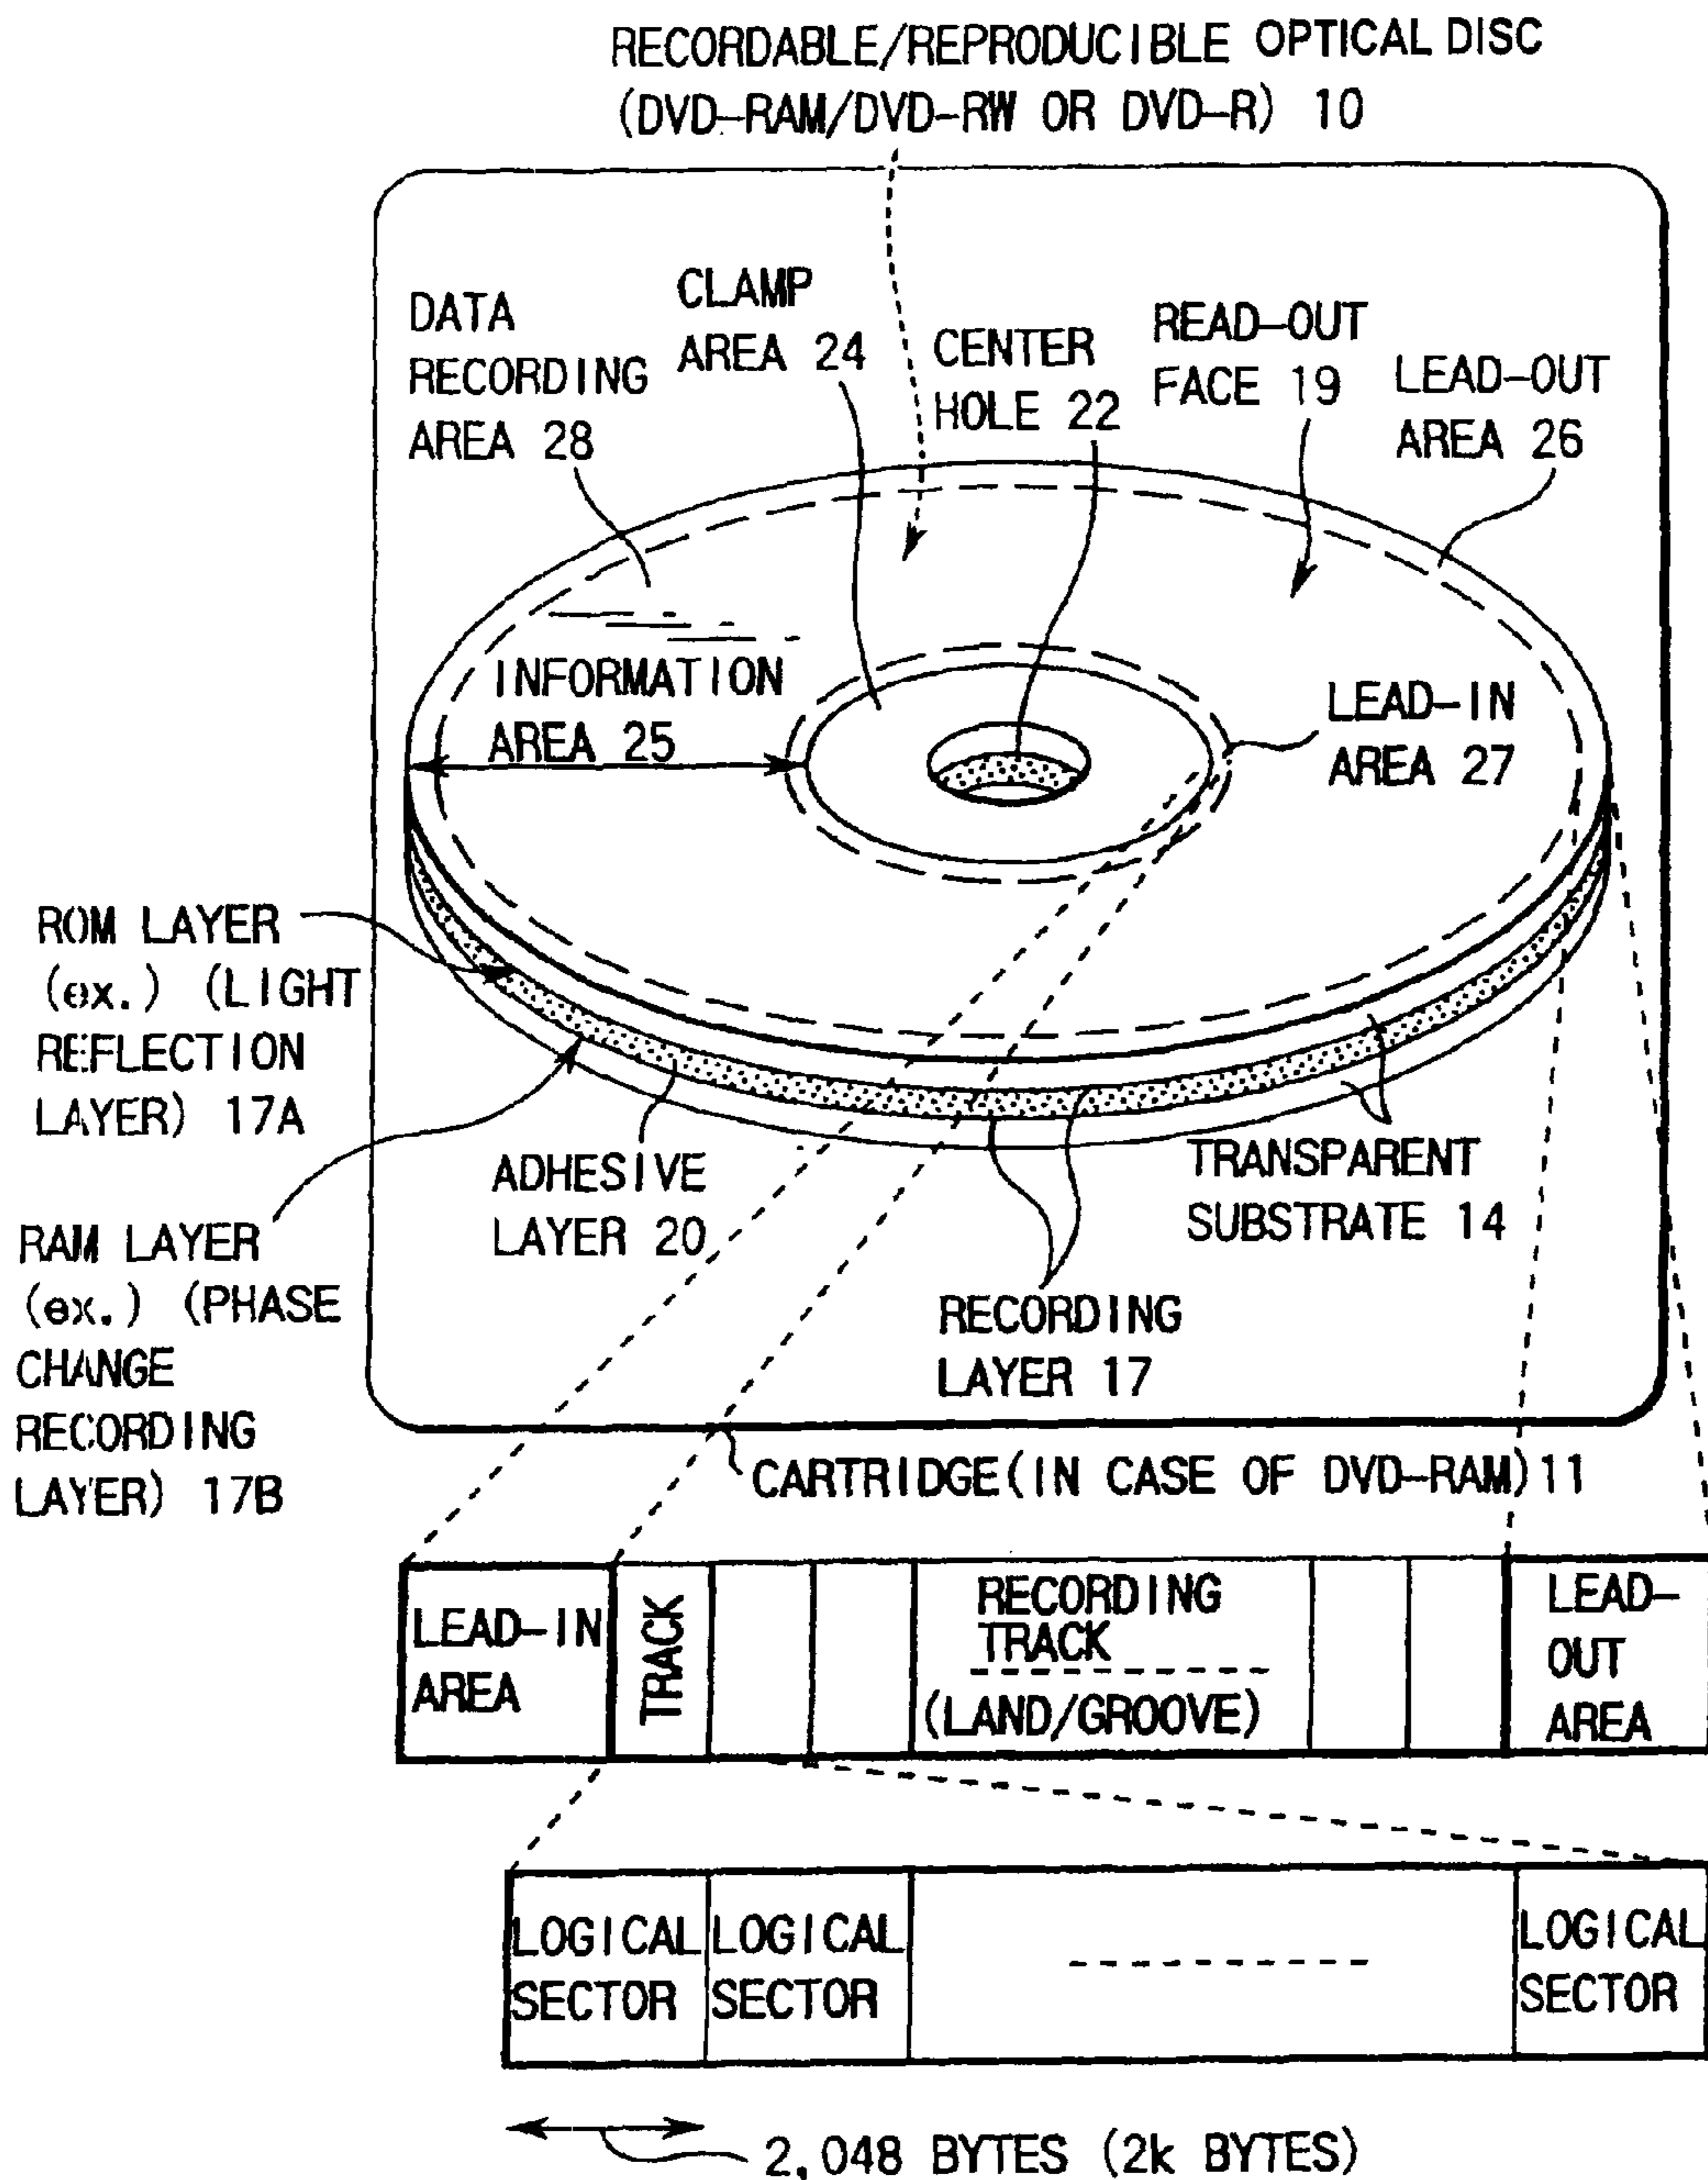 RECORDABLE/REPRODUCIBLE OPTICAL DISC
(DVD-RAM/DVD-RW OR DVD-R) 10
DATA
RECORDING
AREA 28
CLAMP
AREA 24
CENTER
HOLE 22
READ-OUT
FACE 19
LEAD-OUT
AREA 26
INFORMATION
AREA 25
LEAD-IN
AREA 27
ROM LAYER
(ex.) (LIGHT
REFLECTION
LAYER) 17A
RAM LAYER
(ex.) (PHASE
CHANGE
RECORDING
LAYER) 17B
ADHESIVE
LAYER 20
TRANSPARENT
SUBSTRATE 14
RECORDING
LAYER 17
CARTRIDGE(IN CASE OF DVD-RAM)11
LEAD-IN
AREA
TRACK
RECORDING
TRACK
(LAND/GROOVE)
LEAD-
OUT
AREA
LOGICAL
SECTOR
LOGICAL
SECTOR
LOGICAL
SECTOR
2,048 BYTES (2k BYTES)